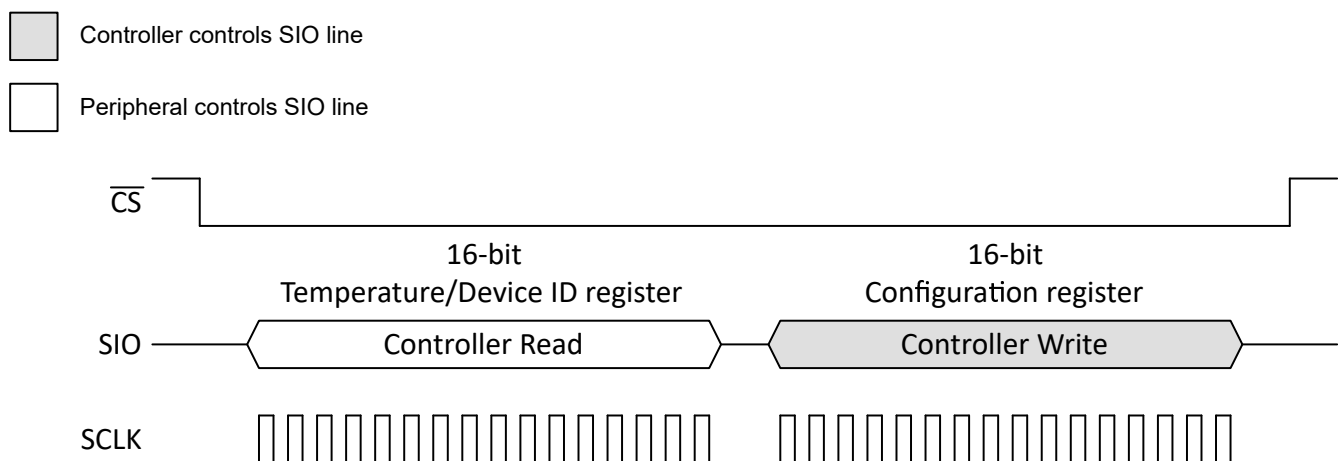 Controller controls SIO line
Peripheral controls SIO line
CS
16-bit
Temperature/Device ID register
16-bit
Configuration register
SIO
Controller Read
Controller Write
SCLK